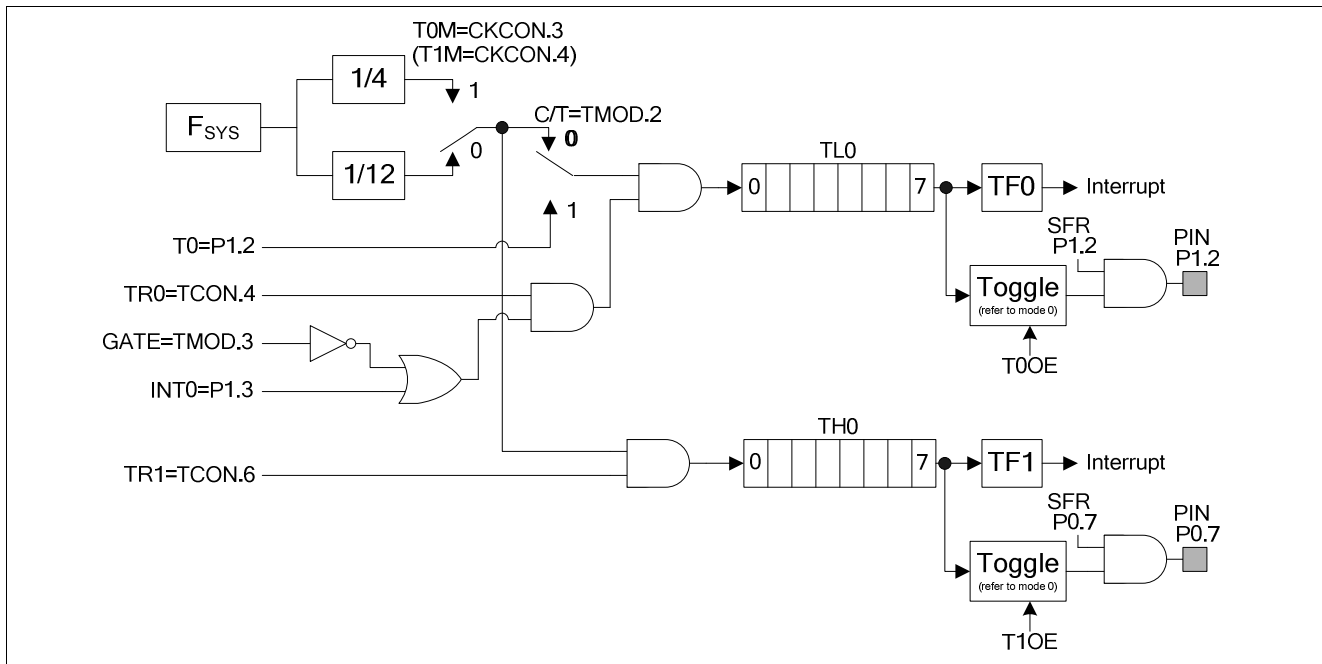 T0M=CKCON.3
(T1M=CKCON.4)
1/4
1
FSYS
C/T=TMOD.2
0
0
1/12
TL0
0 7
TF0
Interrupt
1
T0=P1.2
SFR
P1.2
PIN
P1.2
TR0=TCON.4
Toggle
(refer to mode 0)
GATE=TMOD.3
T0OE
INT0=P1.3
TH0
0 7
TF1
Interrupt
TR1=TCON.6
SFR
P0.7
PIN
P0.7
Toggle
(refer to mode 0)
T1OE